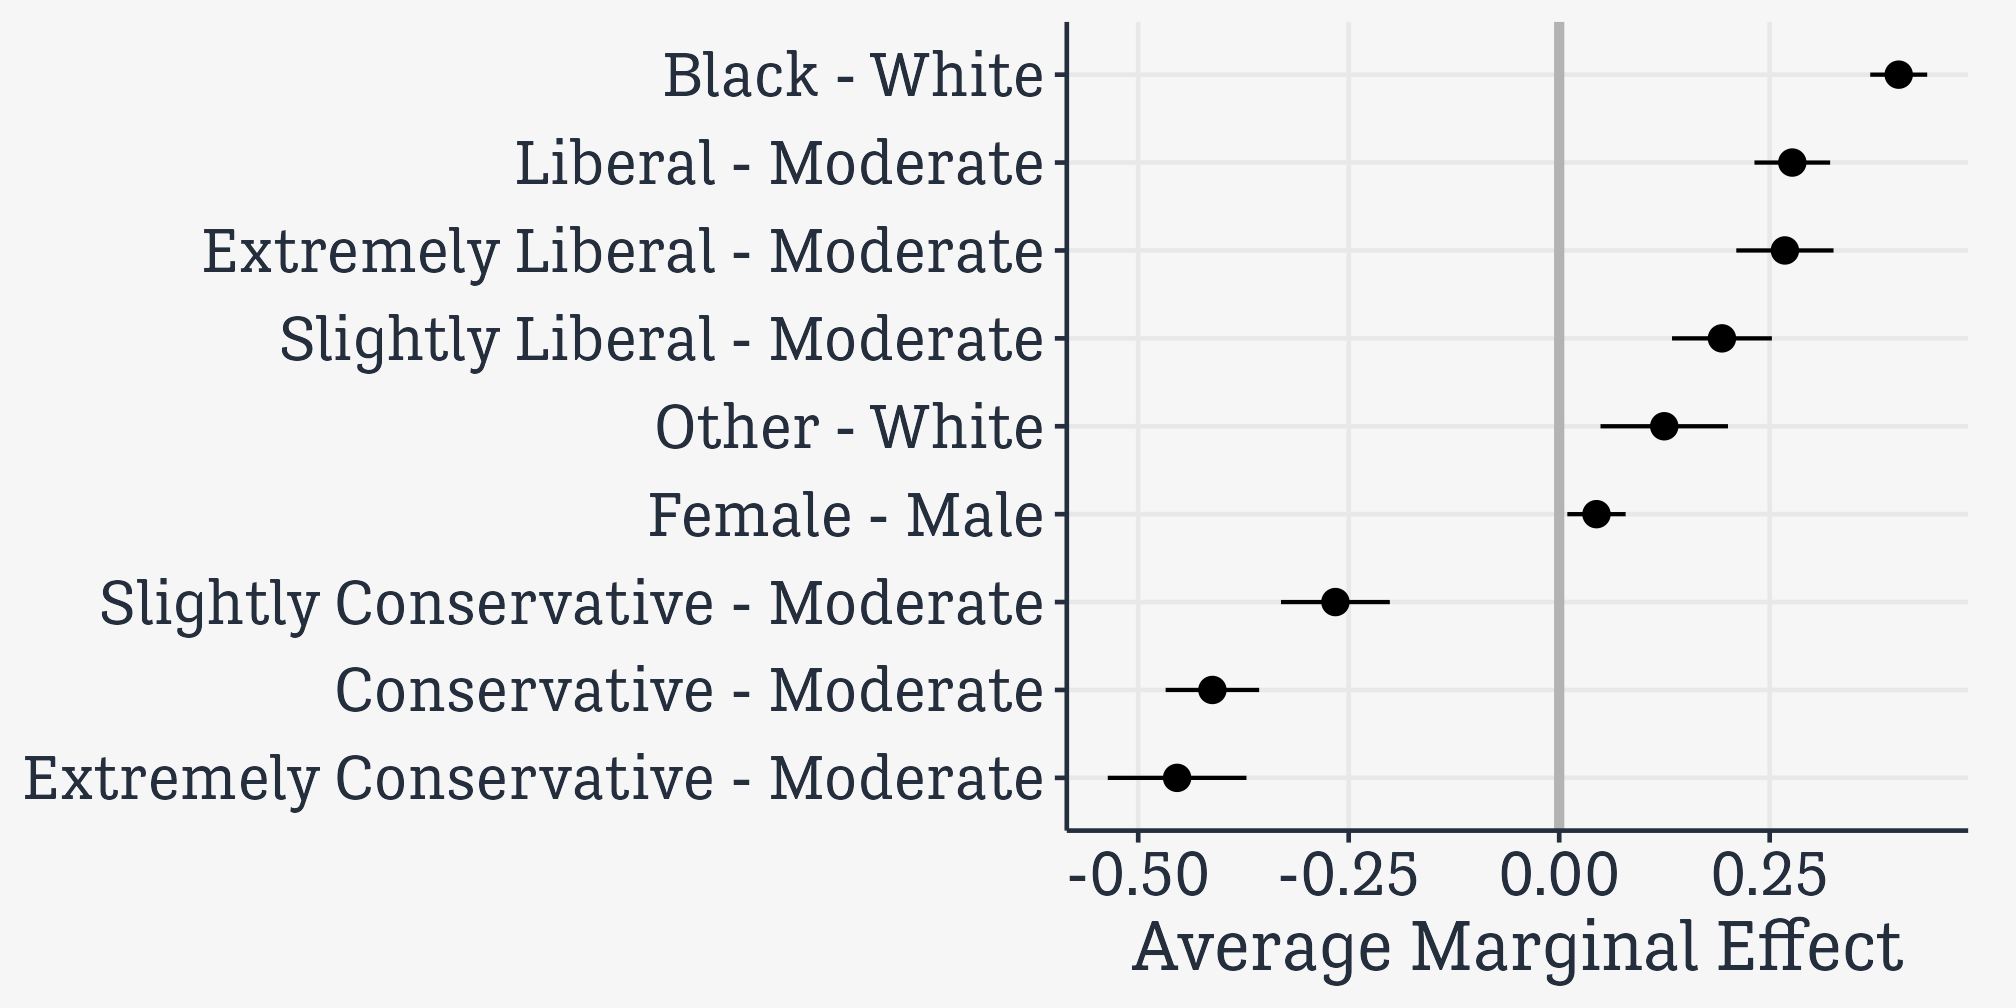 Black - White
Liberal - Moderate
Extremely Liberal - Moderate
Slightly Liberal - Moderate
Other - White
Female - Male
Slightly Conservative - Moderate
Conservative - Moderate
Extremely Conservative - Moderate
-0.50 -0.25 0.00 0.25
Average Marginal Effect